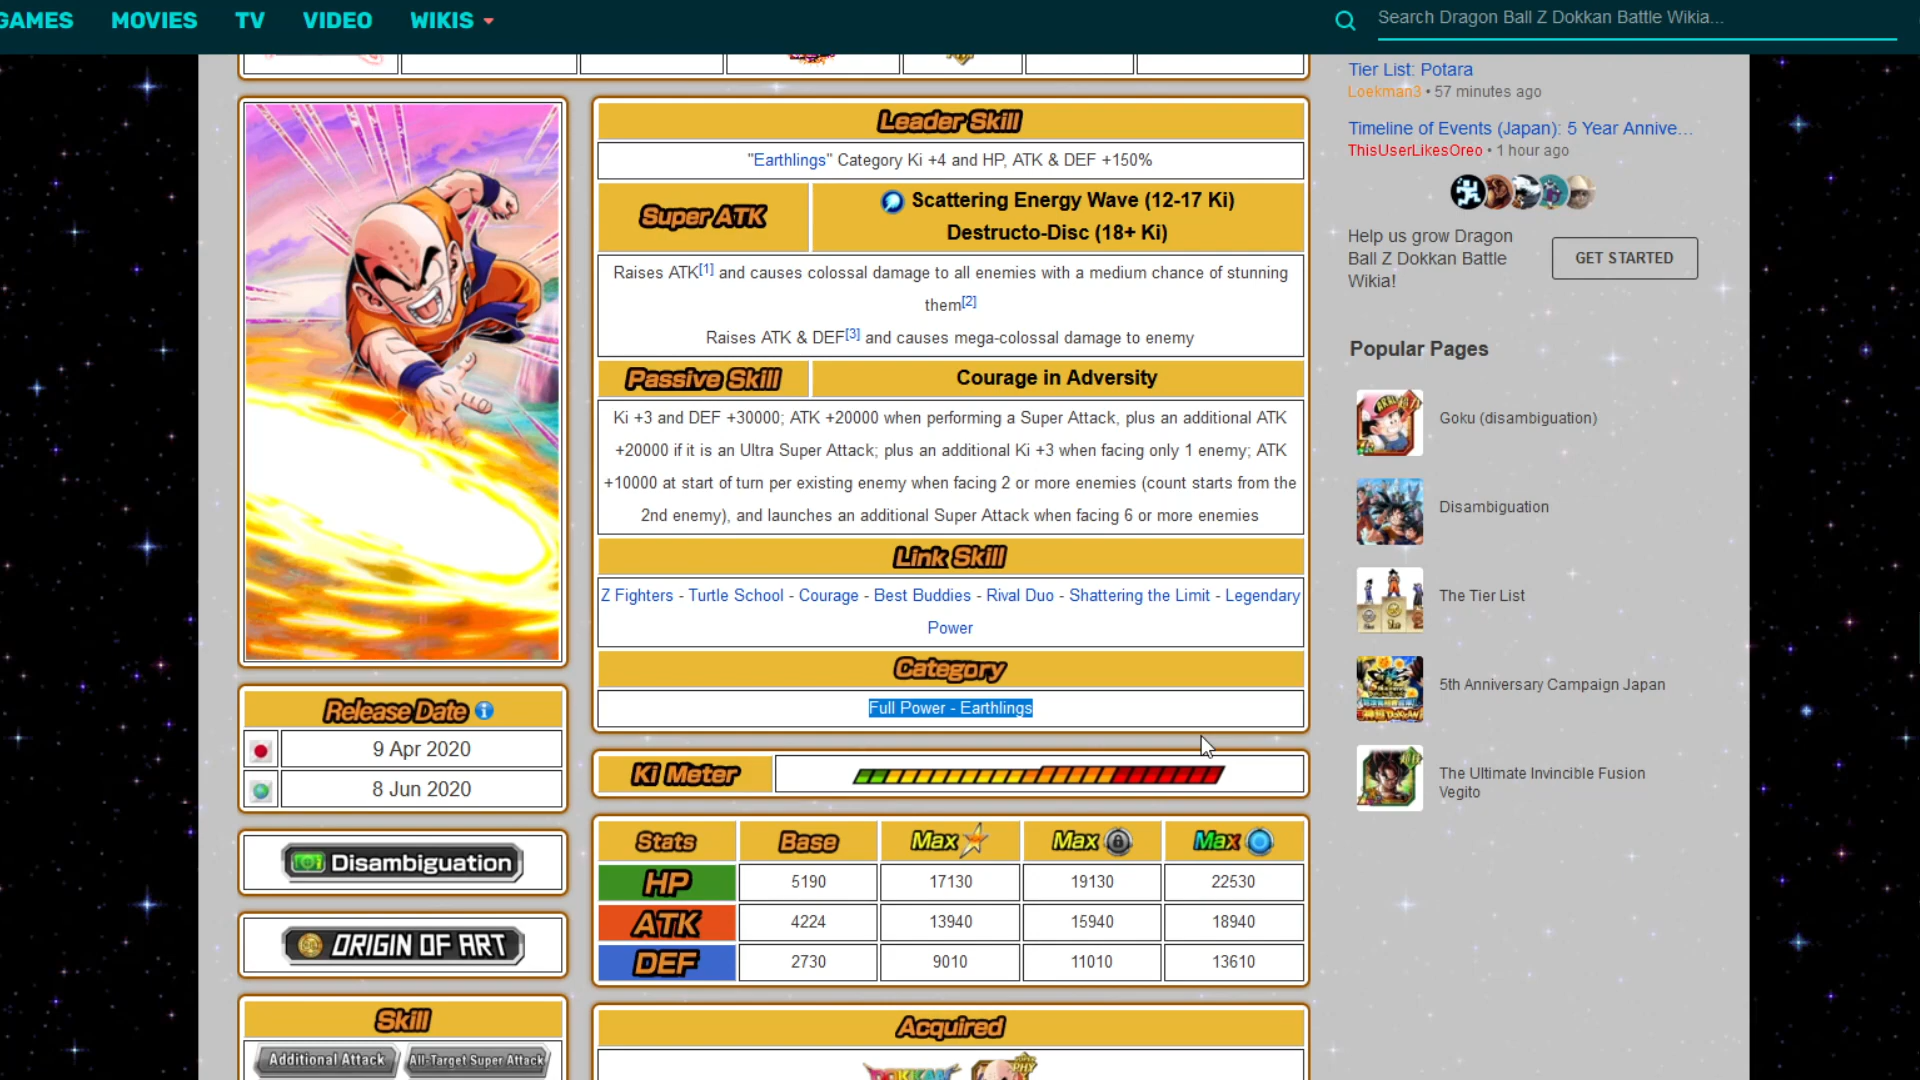 GAMES MOVIES TV VIDEO WIKIS
Search Dragon Ball Z Dokkan Battle Wikia...
Leader Skill
"Earthlings" Category Ki +4 and HP, ATK & DEF +150%
Super ATK
Scattering Energy Wave (12-17 Ki)
Destructo-Disc (18+ Ki)
Raises ATK[1] and causes colossal damage to all enemies with a medium chance of stunning
them[2]
Raises ATK & DEF[3] and causes mega-colossal damage to enemy
Passive Skill
Courage in Adversity
Ki +3 and DEF +30000; ATK +20000 when performing a Super Attack, plus an additional ATK
+20000 if it is an Ultra Super Attack; plus an additional Ki +3 when facing only 1 enemy; ATK
+10000 at start of turn per existing enemy when facing 2 or more enemies (count starts from the
2nd enemy), and launches an additional Super Attack when facing 6 or more enemies
Link Skill
Z Fighters - Turtle School - Courage - Best Buddies - Rival Duo - Shattering the Limit - Legendary
Power
Category
Full Power - Earthlings
Ki Meter
Stats Base Max Max Max
HP 5190 17130 19130 22530
ATK 4224 13940 15940 18940
DEF 2730 9010 11010 13610
Acquired
Release Date
9 Apr 2020
8 Jun 2020
Disambiguation
ORIGIN OF ART
Skill
Additional Attack All-Target Super Attack
Tier List: Potara
Loekman3 • 57 minutes ago
Timeline of Events (Japan): 5 Year Annive...
ThisUserLikesOreo • 1 hour ago
Help us grow Dragon
Ball Z Dokkan Battle
Wikia!
GET STARTED
Popular Pages
Goku (disambiguation)
Disambiguation
The Tier List
5th Anniversary Campaign Japan
The Ultimate Invincible Fusion
Vegito